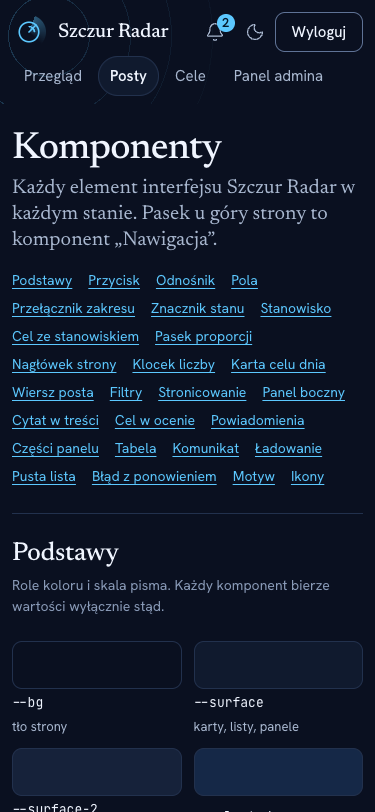 Szczur Radar
2
Wyloguj
Przegląd Posty Cele Panel admina
Komponenty
Każdy element interfejsu Szczur Radar w
każdym stanie. Pasek u góry strony to
komponent „Nawigacja”.
Podstawy Przycisk Odnośnik Pola
Przełącznik zakresu Znacznik stanu Stanowisko
Cel ze stanowiskiem Pasek proporcji
Nagłówek strony Klocek liczby Karta celu dnia
Wiersz posta Filtry Stronicowanie Panel boczny
Cytat w treści Cel w ocenie Powiadomienia
Części panelu Tabela Komunikat Ładowanie
Pusta lista Błąd z ponowieniem Motyw Ikony
Podstawy
Role koloru i skala pisma. Każdy komponent bierze
wartości wyłącznie stąd.
--bg --surface
tło strony karty, listy, panele
--surface-2